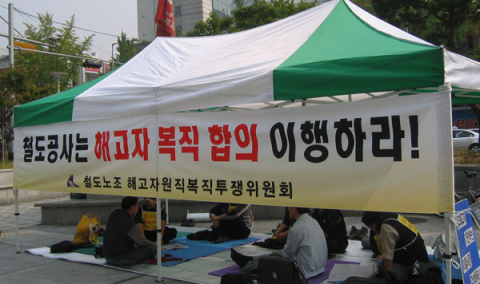 철도공사는 해고자 복직 합의 이행하라!
철도노조 해고자원직복직투쟁위원회